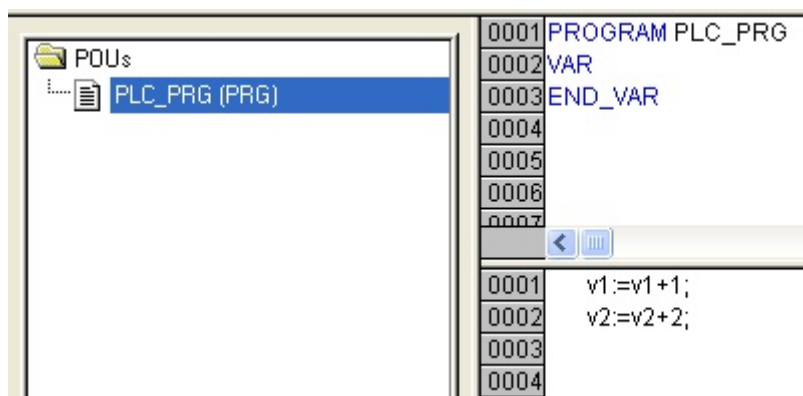 POUs
PLC_PRG (PRG)
0001 PROGRAM PLC_PRG
0002 VAR
0003 END_VAR
0004
0005
0006
0007
0001 v1:=v1+1;
0002 v2:=v2+2;
0003
0004